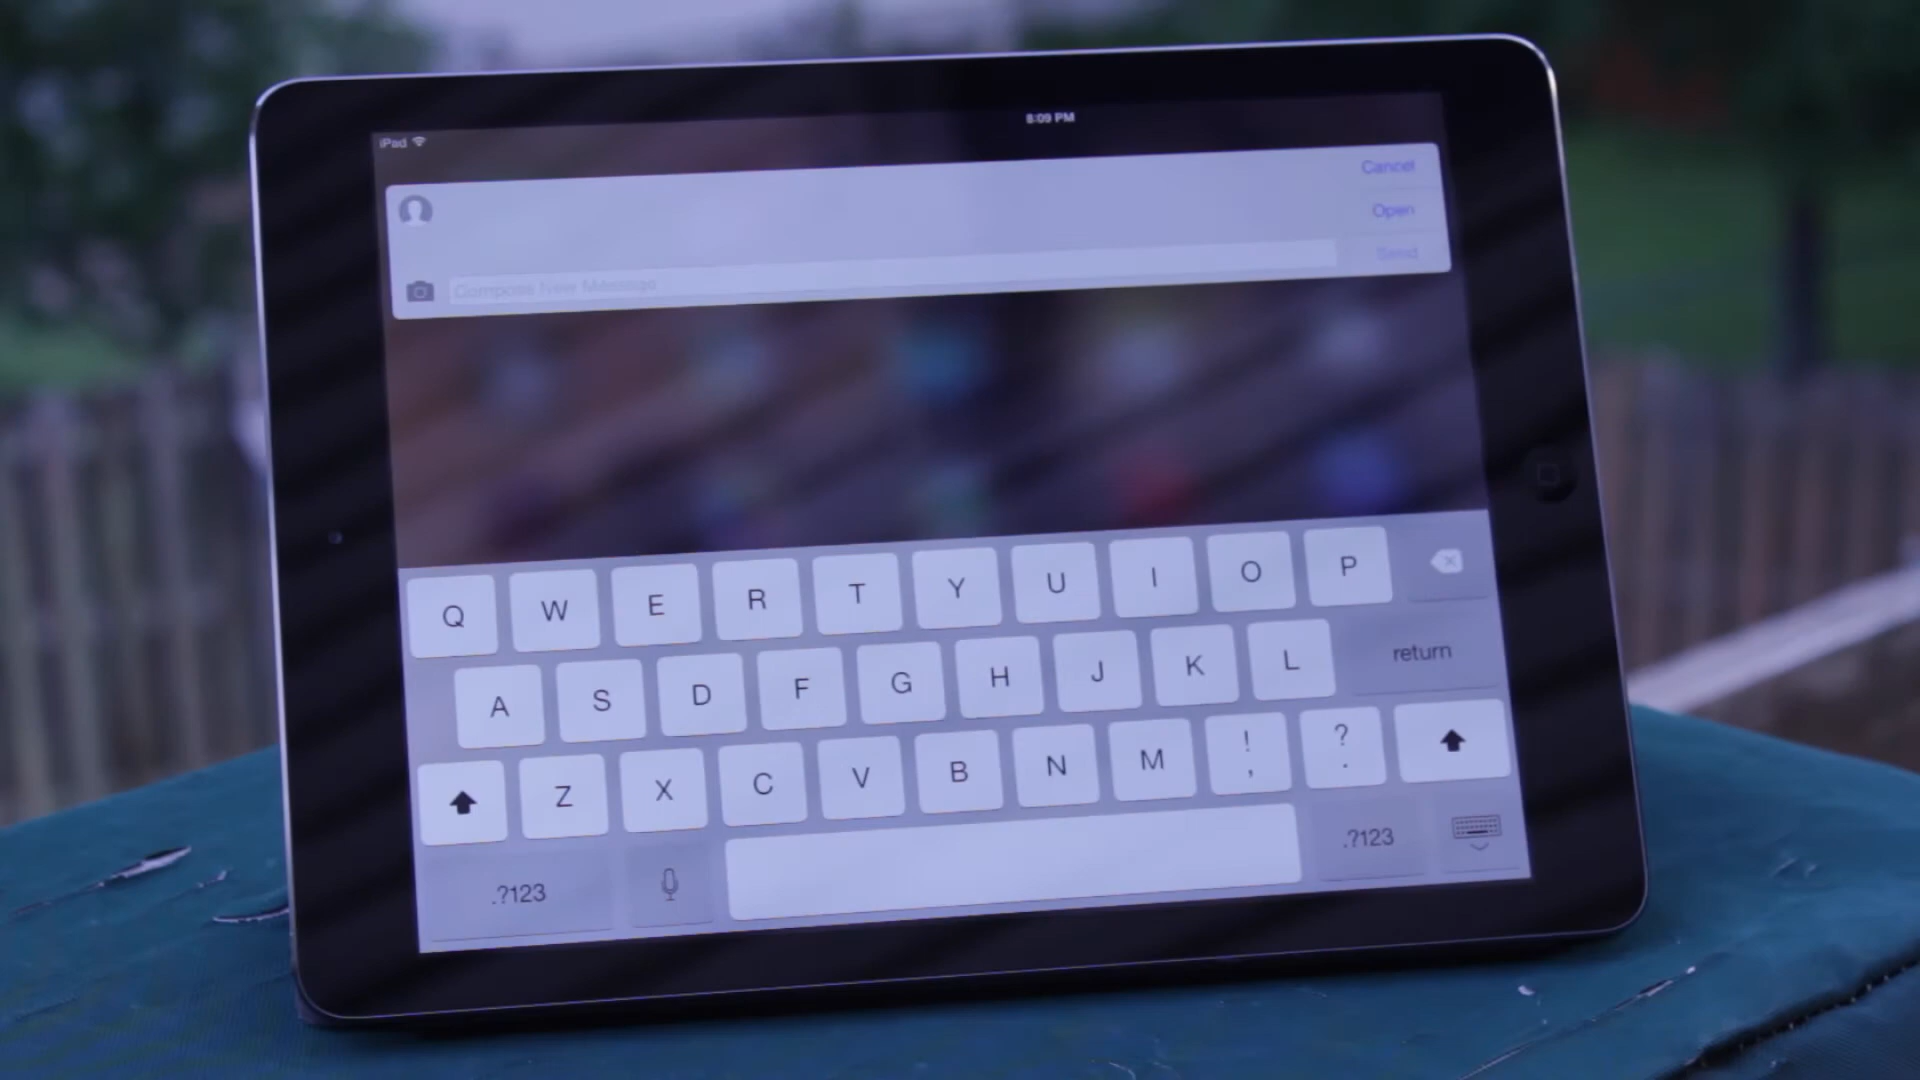 8:09 PM
iPad
Cancel
Open
Send
Compose New Message
Q W E R T Y U I O P
A S D F G H J K L return
Z X C V B N M ! , ? .
.?123 .?123